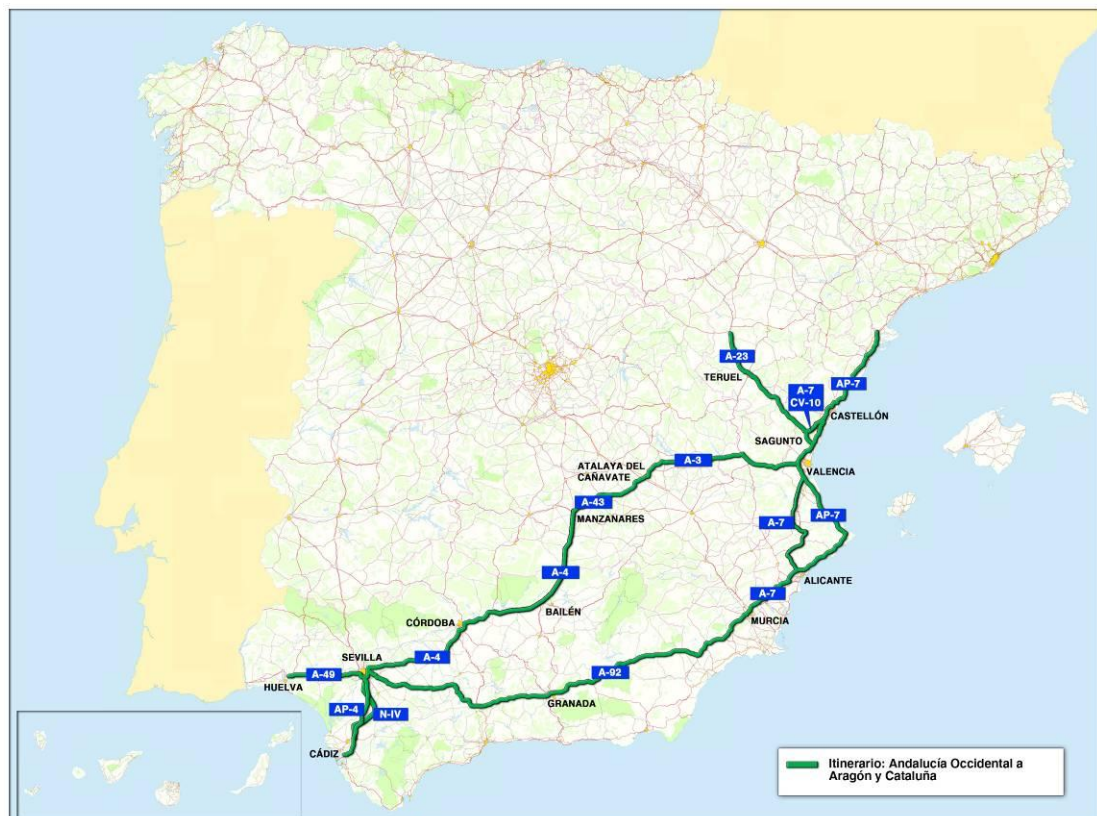 A-23
TERUEL
A-7
CV-10
AP-7
CASTELLÓN
SAGUNTO
VALENCIA
ATALAYA DEL
CAÑAVATE
A-3
A-43
MANZANARES
A-7
AP-7
A-4
ALICANTE
A-7
BAILÉN
MURCIA
CÓRDOBA
A-4
SEVILLA
A-49
HUELVA
A-92
GRANADA
AP-4
N-IV
CÁDIZ
Itinerario: Andalucía Occidental a
Aragón y Cataluña